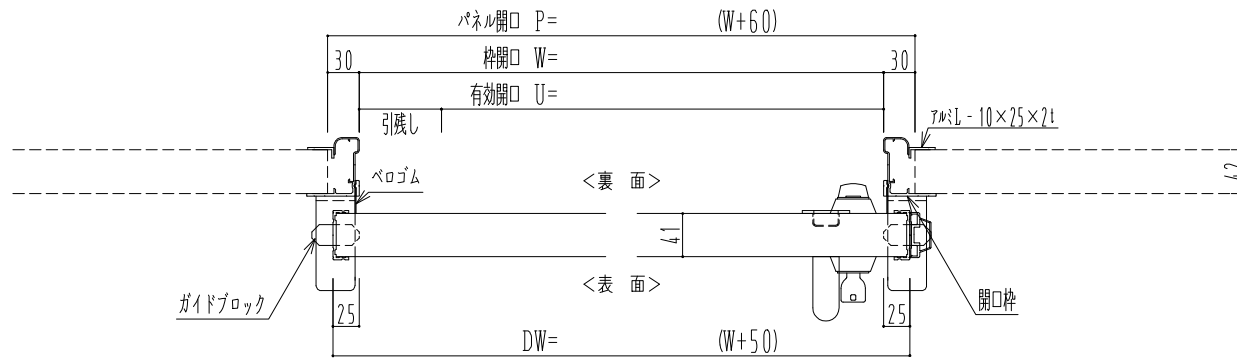 パネル開口 P= (W+60)
30 枠開口 W= 30
有効開口 U=
引残し
アルミL-10×25×2t
ベロゴム
<裏 面>
42
41
<表 面>
ガイドブロック
開口枠
25 25
DW= (W+50)